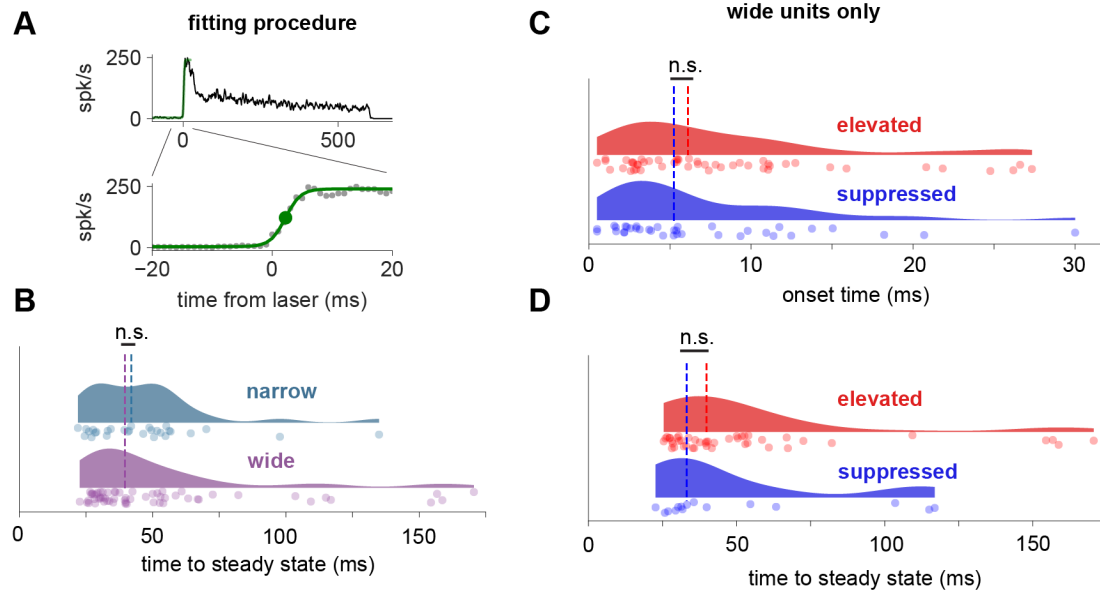 A
fitting procedure
spk/s
250
0
0
500
spk/s
250
0
−20
0
20
time from laser (ms)
B
n.s.
narrow
wide
0
50
100
150
time to steady state (ms)
wide units only
C
n.s.
elevated
suppressed
0
10
20
30
onset time (ms)
D
n.s.
elevated
suppressed
0
50
100
150
time to steady state (ms)